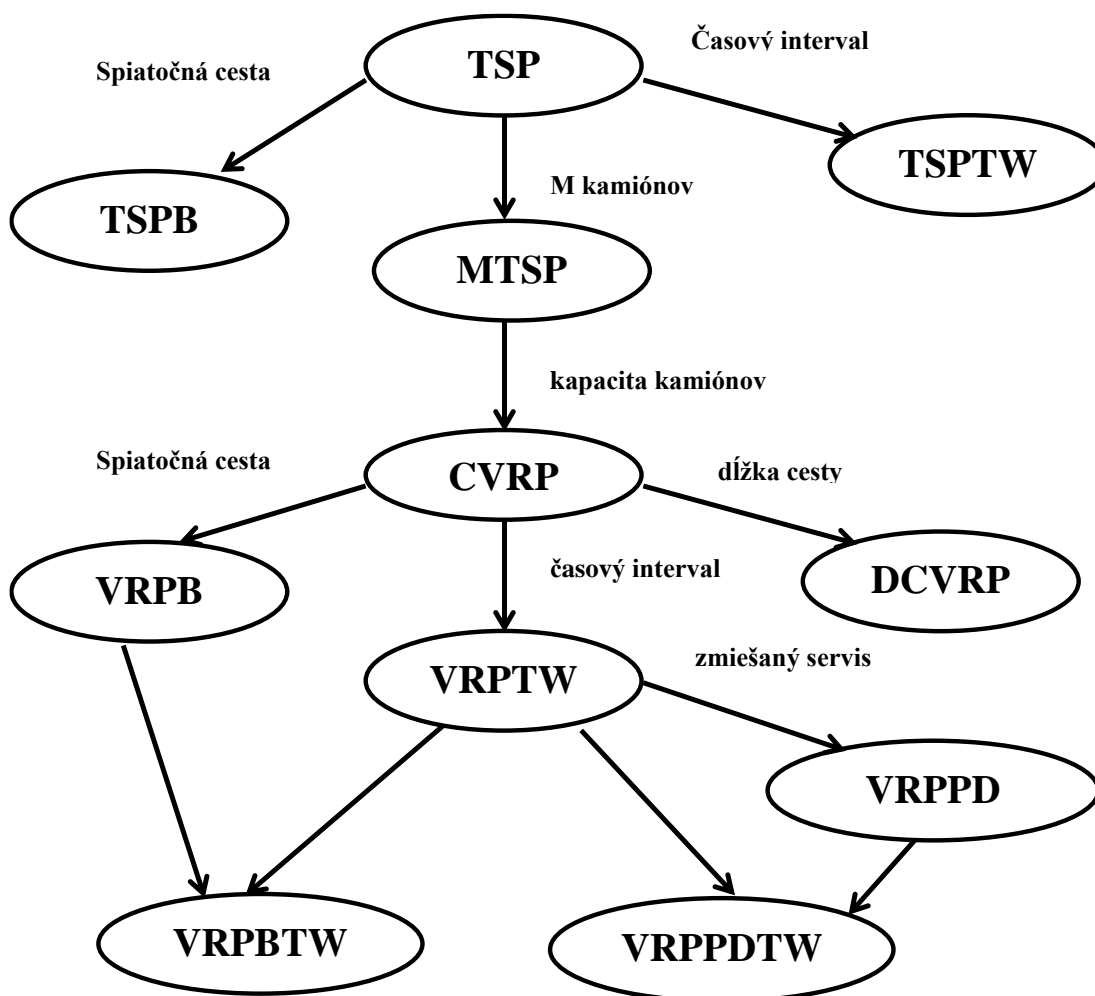 Spiatočná cesta
TSP
Časový interval
TSPB
M kamiónov
TSPTW
MTSP
kapacita kamiónov
Spiatočná cesta
CVRP
dĺžka cesty
VRPB
časový interval
DCVRP
VRPTW
zmiešaný servis
VRPPD
VRPBTW
VRPPDTW